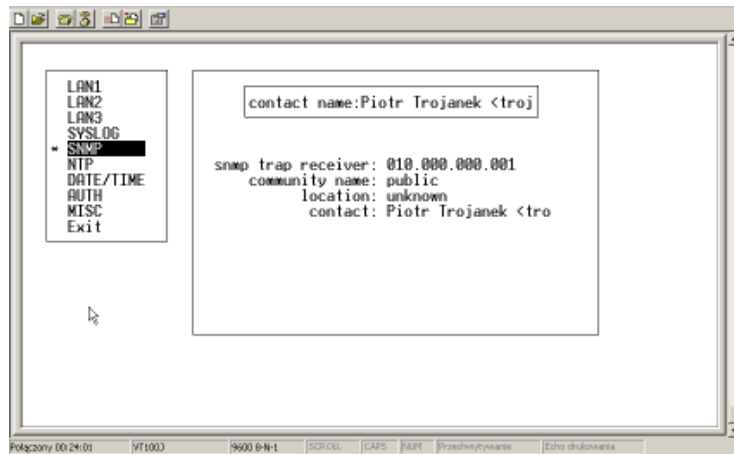 LAN1
LAN2
LAN3
SYSLOG
* SNMP
NTP
DATE/TIME
AUTH
MISC
Exit
contact name:Piotr Trojanek <troj
snmp trap receiver: 010.000.000.001
community name: public
location: unknown
contact: Piotr Trojanek <tro
Połączony 00:24:01 VT100J 9600 8-N-1 SCROLL CAPS NUM Przechwytywanie Echo drukowania